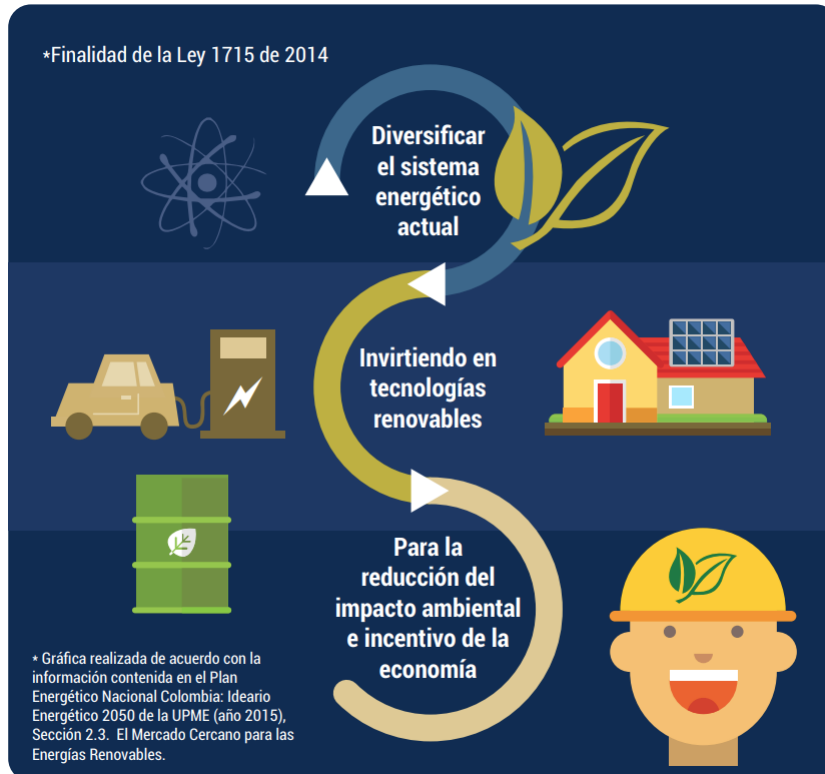 *Finalidad de la Ley 1715 de 2014
Diversificar
el sistema
energético
actual
Invirtiendo en
tecnologías
renovables
Para la
reducción del
impacto ambiental
e incentivo de la
economía
* Gráfica realizada de acuerdo con la
información contenida en el Plan
Energético Nacional Colombia: Ideario
Energético 2050 de la UPME (año 2015),
Sección 2.3.  El Mercado Cercano para las
Energías Renovables.